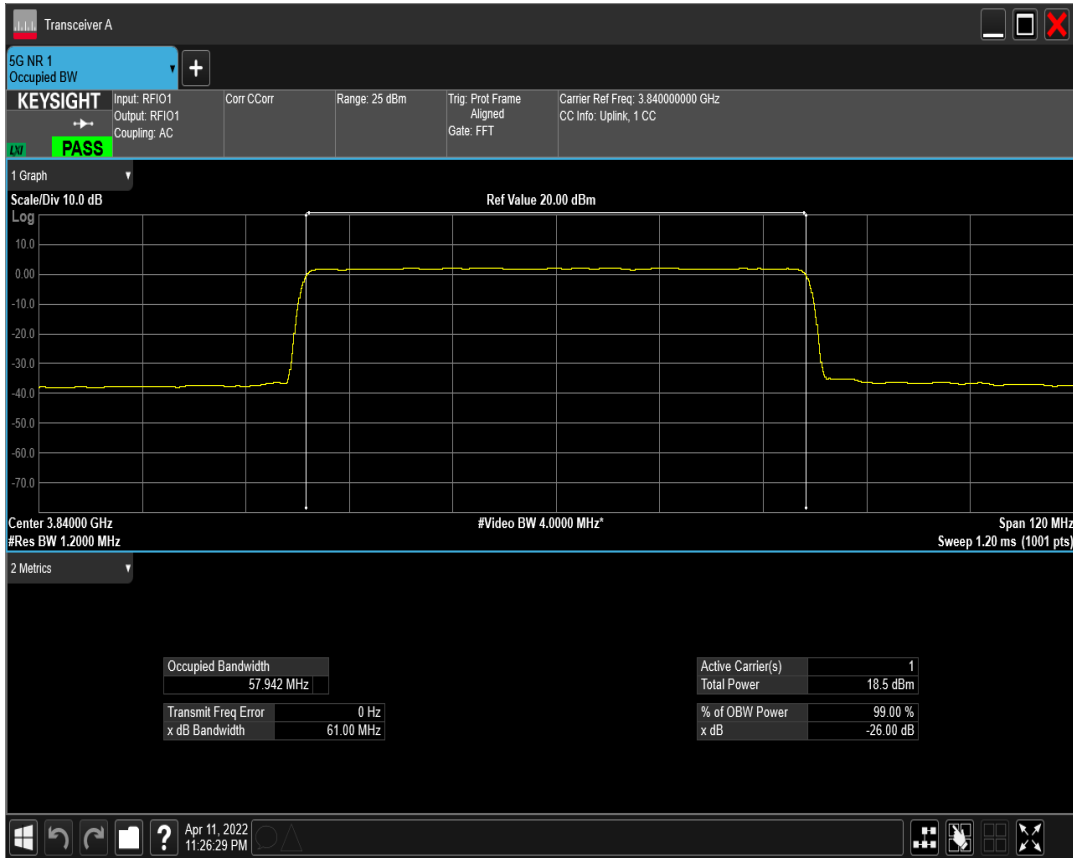 Transceiver A
5G NR 1
Occupied BW
KEYSIGHT
LXI
PASS
Input: RFIO1
Output: RFIO1
Coupling: AC
Corr CCorr
Range: 25 dBm
Trig: Prot Frame
Aligned
Gate: FFT
Carrier Ref Freq: 3.840000000 GHz
CC Info: Uplink, 1 CC
1 Graph
Scale/Div 10.0 dB
Ref Value 20.00 dBm
Log
10.0
0.00
-10.0
-20.0
-30.0
-40.0
-50.0
-60.0
-70.0
Center 3.84000 GHz
#Video BW 4.0000 MHz*
Span 120 MHz
#Res BW 1.2000 MHz
Sweep 1.20 ms (1001 pts)
2 Metrics
Occupied Bandwidth
57.942 MHz
Transmit Freq Error 0 Hz
x dB Bandwidth 61.00 MHz
Active Carrier(s) 1
Total Power 18.5 dBm
% of OBW Power 99.00 %
x dB -26.00 dB
?
Apr 11, 2022
11:26:29 PM